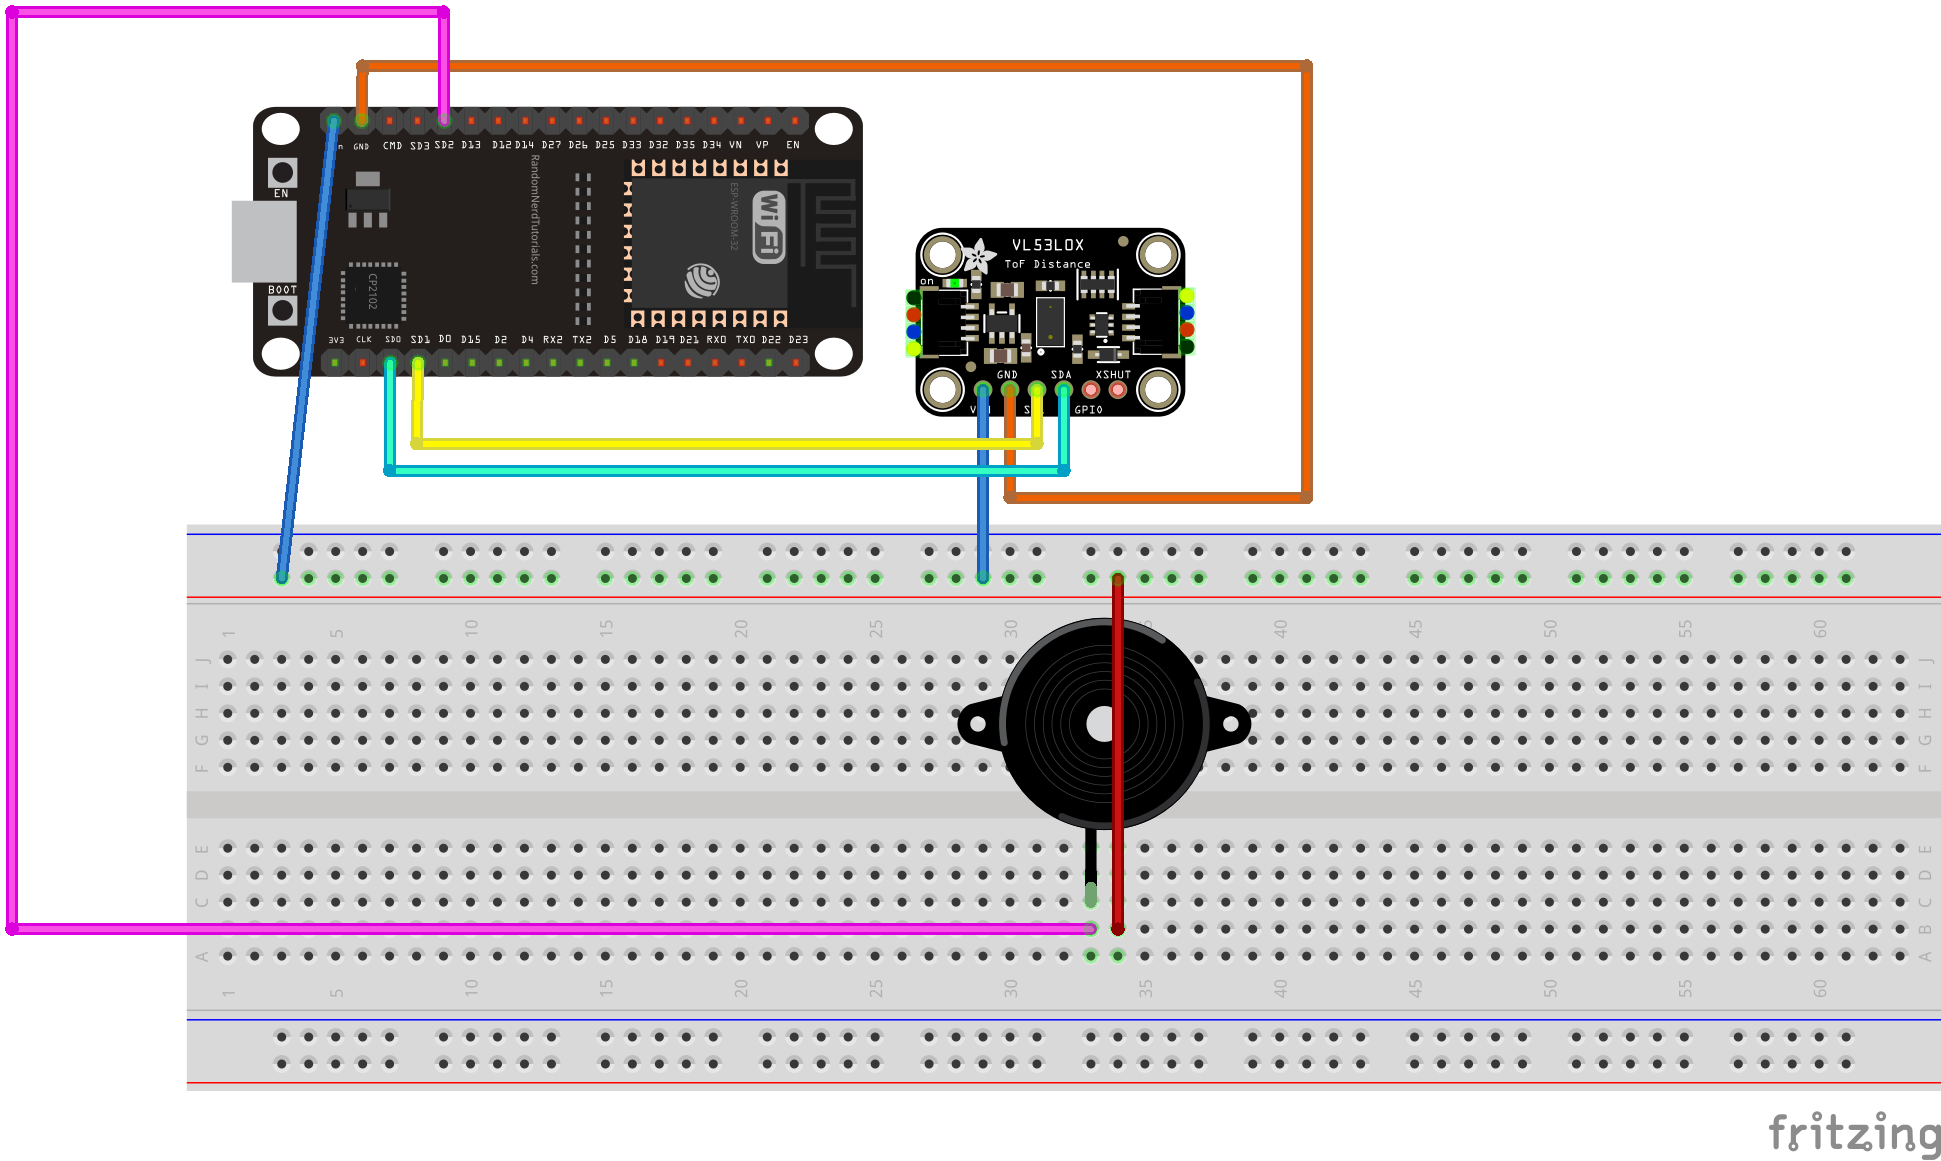 n GND CMD SD3 SD2 D13 D12 D14 D27 D26 D25 D33 D32 D35 D34 VN VP EN
EN
RandomNerdTutorials.com
ESP-WROOM-32
WiFi
CP2102
BOOT
3V3 CLK SD0 SD1 D0 D15 D2 D4 RX2 TX2 D5 D18 D19 D21 RX0 TX0 D22 D23
VL53L0X
ToF Distance
on
GND SDA XSHUT
V S GPIO
1 5 10 15 20 25 30 5 40 45 50 55 60
J J
I I
H H
G G
F F
E E
D D
C C
B
A A
1 5 10 15 20 25 30 35 40 45 50 55 60
fritzing